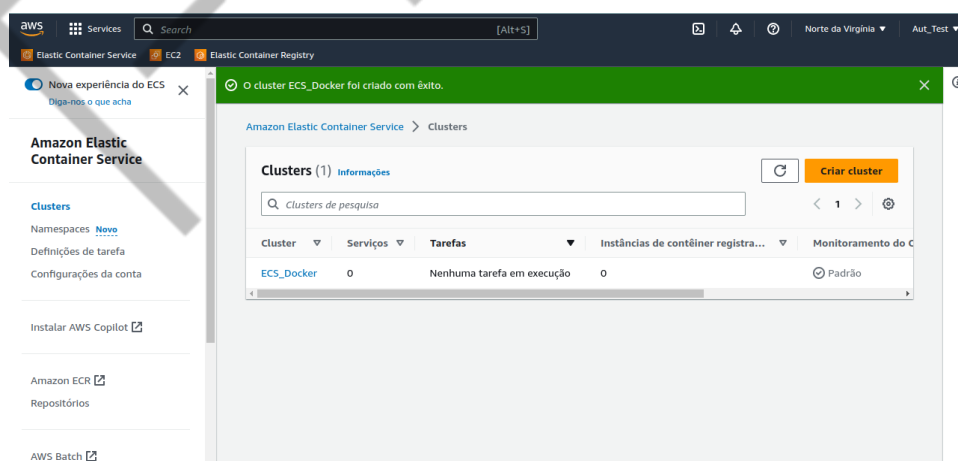 aws Services Search [Alt+S] Norte da Virgínia Aut_Test
Elastic Container Service EC2 Elastic Container Registry
Nova experiência do ECS
Diga-nos o que acha
O cluster ECS_Docker foi criado com êxito.
Amazon Elastic Container Service > Clusters
Amazon Elastic
Container Service
Clusters
Namespaces Novo
Definições de tarefa
Configurações da conta
Instalar AWS Copilot
Amazon ECR
Repositórios
AWS Batch
Clusters (1) Informações
Criar cluster
Clusters de pesquisa
1
Cluster Serviços Tarefas Instâncias de contêiner registra... Monitoramento do C
ECS_Docker 0 Nenhuma tarefa em execução 0 Padrão